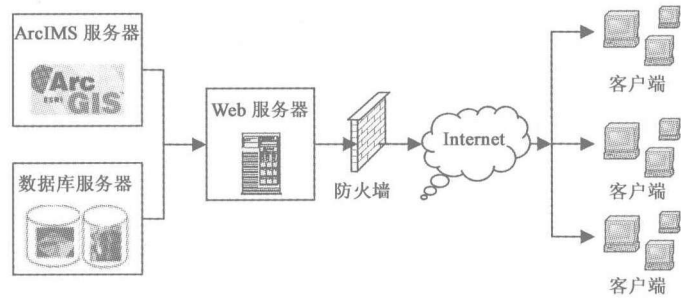 ArcIMS 服务器
Arc
GIS
数据库服务器
Web 服务器
防火墙
Internet
客户端
客户端
客户端